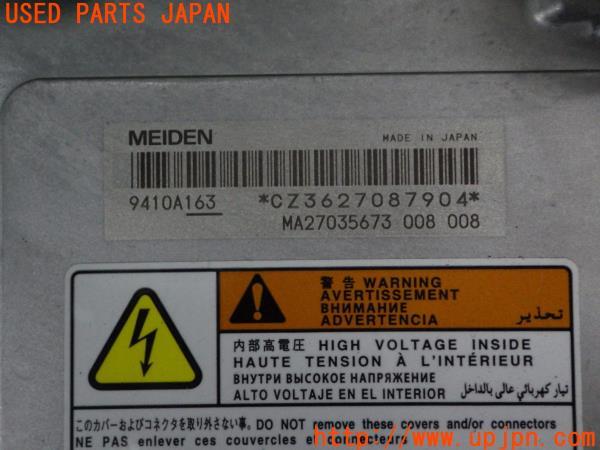 USED PARTS JAPAN
MEIDEN
MADE IN JAPAN
9410A163 *CZ3627087904*
MA27035673 008 008
警告 WARNING
AVERTISSEMENT
ВНИМАНИЕ
ADVERTENCIA
تحذير
内部高電圧 HIGH VOLTAGE INSIDE
HAUTE TENSION À L'INTÉRIEUR
ВНУТРИ ВЫСОКОЕ НАПРЯЖЕНИЕ
ALTO VOLTAJE EN EL INTERIOR
تيار كهربائي عالي بالداخل
このカバーおよびコネクタを取り外さない事。DO NOT remove these covers and/or connectors
NE PAS enlever ces couvercles et connecteurs
http://www.upjpn.com